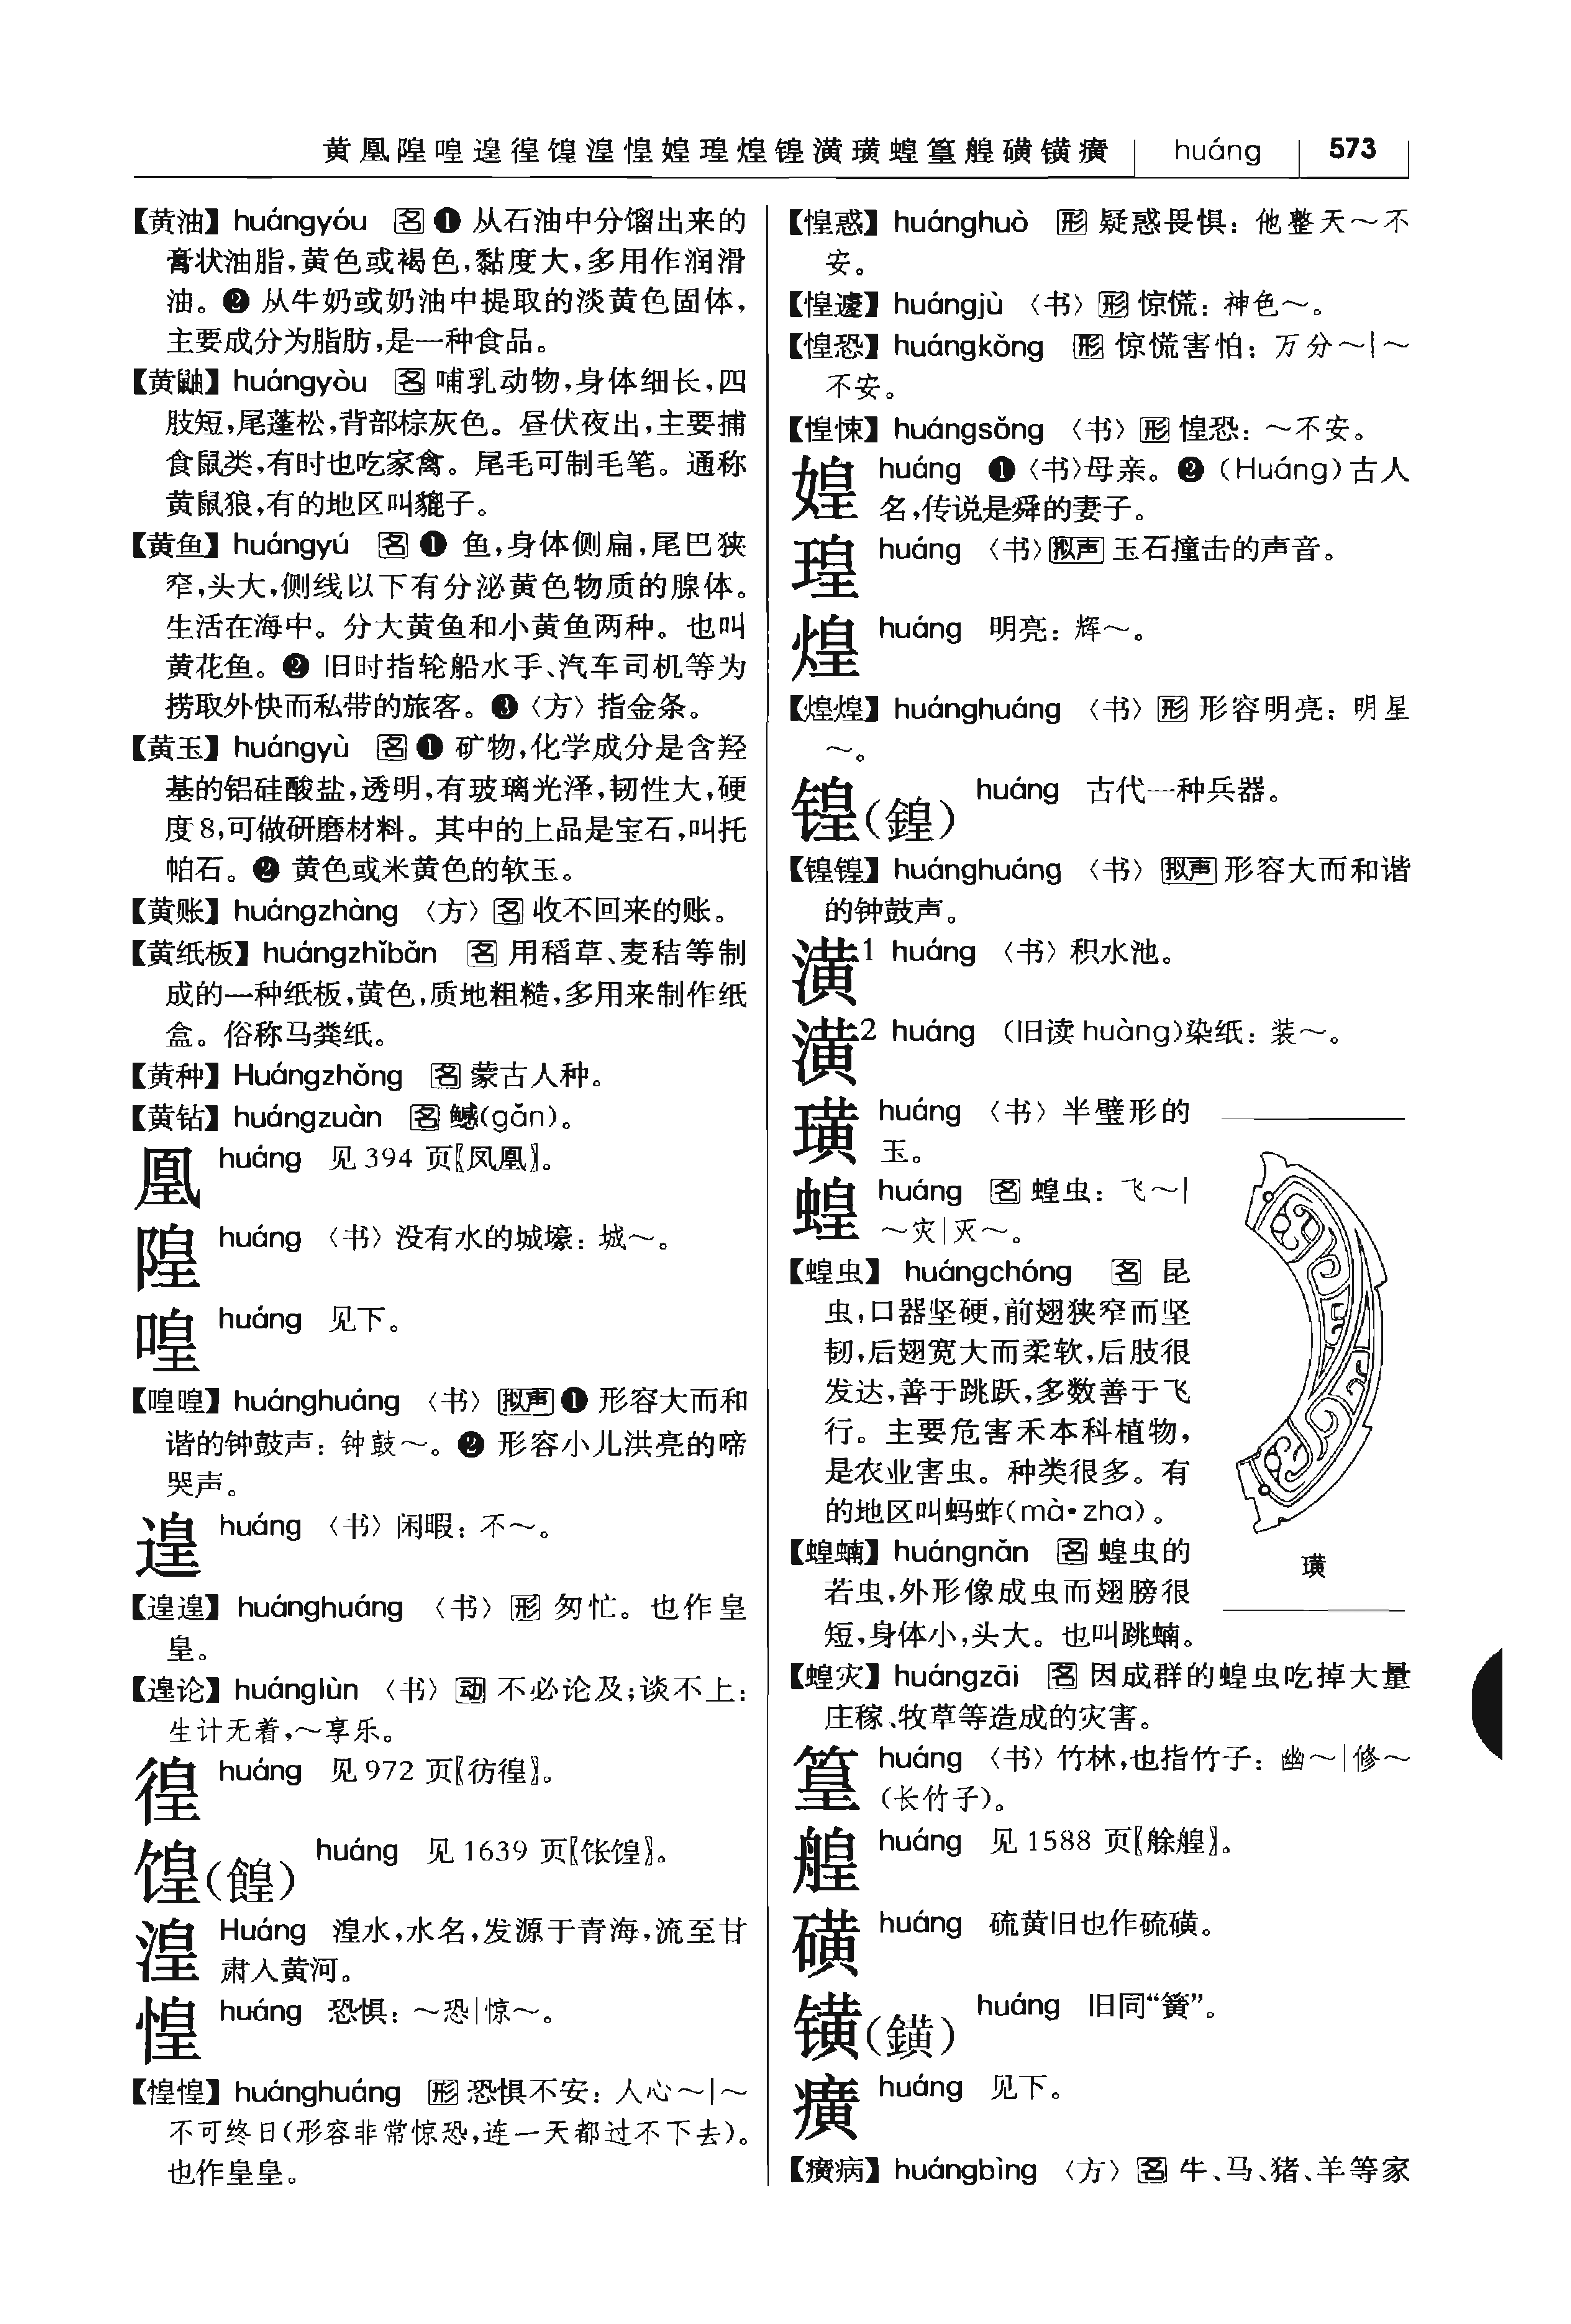 黄凰隍喤遑徨馇湟惶媓瑝煌锽潢璜蝗篁艎磺镄癀 huáng 573
【黄油】huángyóu 名❶ 从石油中分馏出来的
膏状油脂,黄色或褐色,黏度大,多用作润滑
油。❷ 从牛奶或奶油中提取的淡黄色固体,
主要成分为脂肪,是一种食品。
【黄鼬】huángyòu 名 哺乳动物,身体细长,四
肢短,尾蓬松,背部棕灰色。昼伏夜出,主要捕
食鼠类,有时也吃家禽。尾毛可制毛笔。通称
黄鼠狼,有的地区叫貔子。
【黄鱼】huángyú 名❶ 鱼,身体侧扁,尾巴狭
窄,头大,侧线以下有分泌黄色物质的腺体。
生活在海中。分大黄鱼和小黄鱼两种。也叫
黄花鱼。❷ 旧时指轮船水手、汽车司机等为
捞取外快而私带的旅客。❸〈方〉指金条。
【黄玉】huángyù 名❶ 矿物,化学成分是含羟
基的铝硅酸盐,透明,有玻璃光泽,韧性大,硬
度8,可做研磨材料。其中的上品是宝石,叫托
帕石。❷ 黄色或米黄色的软玉。
【黄账】huángzhàng 〈方〉名 收不回来的账。
【黄纸板】huángzhǐbǎn 名 用稻草、麦秸等制
成的一种纸板,黄色,质地粗糙,多用来制作纸
盒。俗称马粪纸。
【黄种】Huángzhǒng 名 蒙古人种。
【黄钻】huángzuàn 名 鳡(gǎn)。
凰 huáng 见394 页〖凤凰〗。
隍 huáng 〈书〉没有水的城壕:城～。
喤 huáng 见下。
【喤喤】huánghuáng 〈书〉拟声❶ 形容大而和
谐的钟鼓声:钟鼓～。❷ 形容小儿洪亮的啼
哭声。
遑 huáng 〈书〉闲暇:不～。
【遑遑】huánghuáng 〈书〉形 匆忙。也作皇
皇。
【遑论】huánglùn 〈书〉动 不必论及;谈不上:
生计无着,～享乐。
徨 huáng 见972 页〖彷徨〗。
䭣(餭) huáng 见1639 页〖𬲰䭣〗。
湟 Huáng 湟水,水名,发源于青海,流至甘
肃入黄河。
惶 huáng 恐惧:～恐|惊～。
【惶惶】huánghuáng 形 恐惧不安:人心～|～
不可终日(形容非常惊恐,连一天都过不下去)。
也作皇皇。
【惶惑】huánghuò 形 疑惑畏惧:他整天～不
安。
【惶遽】huángjù 〈书〉形 惊慌:神色～。
【惶恐】huángkǒng 形 惊慌害怕:万分～|～
不安。
【惶悚】huángsǒng 〈书〉形 惶恐:～不安。
媓 huáng ❶〈书〉母亲。❷(Huáng)古人
名,传说是舜的妻子。
瑝 huáng 〈书〉拟声 玉石撞击的声音。
煌 huáng 明亮:辉～。
【煌煌】huánghuáng 〈书〉形 形容明亮:明星
～。
锽(鍠) huáng 古代一种兵器。
【锽锽】huánghuáng 〈书〉拟声 形容大而和谐
的钟鼓声。
潢1 huáng 〈书〉积水池。
潢2 huáng (旧读huàng)染纸:装～。
璜 huáng 〈书〉半璧形的
玉。
蝗 huáng 名 蝗虫:飞～|
～灾|灭～。
【蝗虫】 huángchóng 名 昆
虫,口器坚硬,前翅狭窄而坚
韧,后翅宽大而柔软,后肢很
发达,善于跳跃,多数善于飞
行。主要危害禾本科植物,
是农业害虫。种类很多。有
的地区叫蚂蚱(mà·zha)。
【蝗蝻】huángnǎn 名 蝗虫的
若虫,外形像成虫而翅膀很
短,身体小,头大。也叫跳蝻。
璜
【蝗灾】huángzāi 名 因成群的蝗虫吃掉大量
庄稼、牧草等造成的灾害。
篁 huáng 〈书〉竹林,也指竹子:幽～|修～
(长竹子)。
艎 huáng 见1588 页〖艅艎〗。
磺 huáng 硫黄旧也作硫磺。
𨱑(鐄) huáng 旧同“簧”。
癀 huáng 见下。
【癀病】huángbìng 〈方〉名 牛、马、猪、羊等家